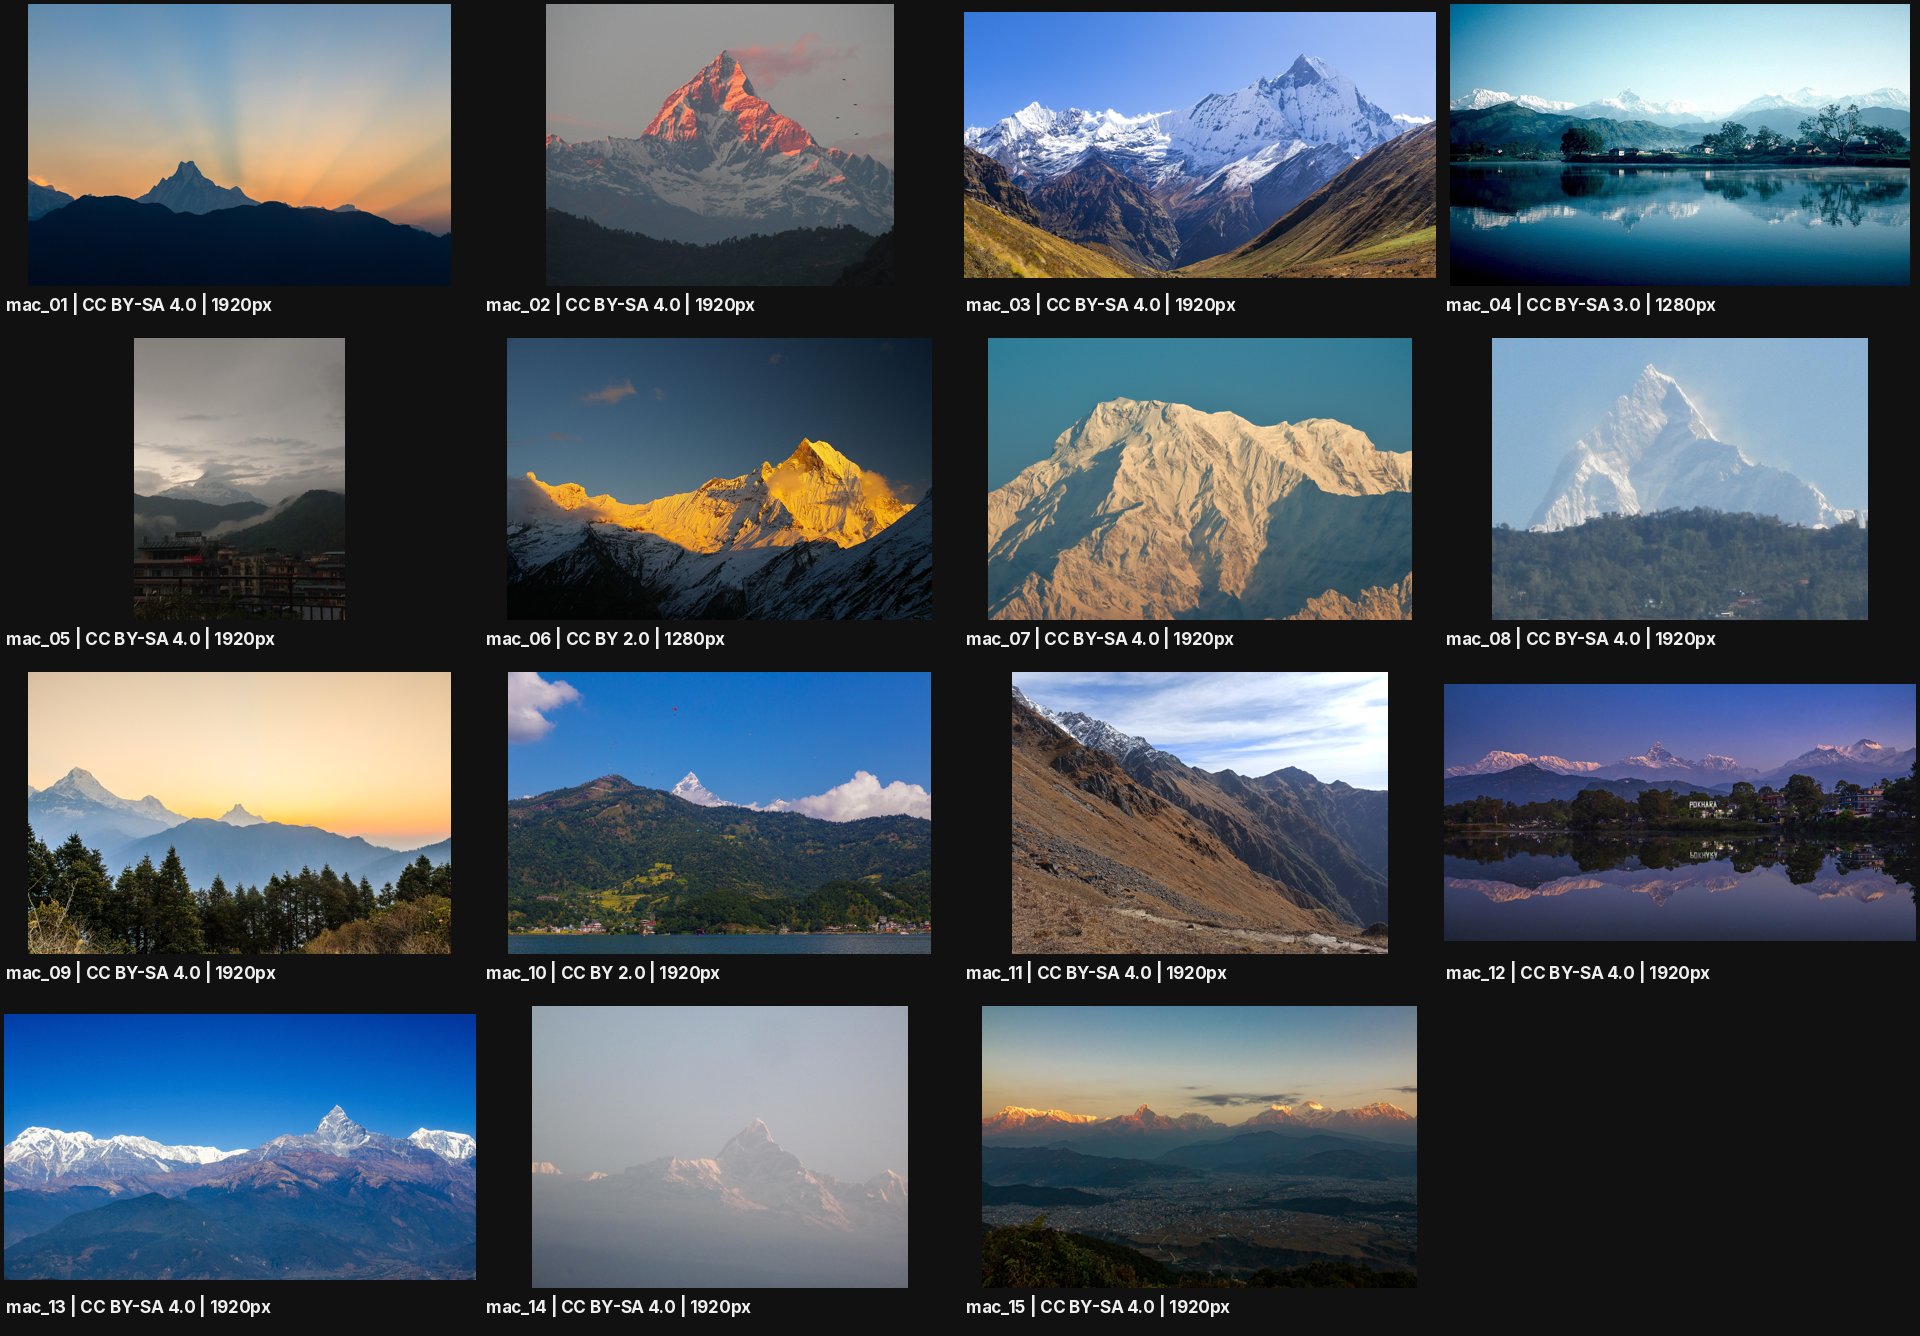 mac_01 | CC BY-SA 4.0 | 1920px
mac_02 | CC BY-SA 4.0 | 1920px
mac_03 | CC BY-SA 4.0 | 1920px
mac_04 | CC BY-SA 3.0 | 1280px
mac_05 | CC BY-SA 4.0 | 1920px
mac_06 | CC BY 2.0 | 1280px
mac_07 | CC BY-SA 4.0 | 1920px
mac_08 | CC BY-SA 4.0 | 1920px
POKHARA
mac_09 | CC BY-SA 4.0 | 1920px
mac_10 | CC BY 2.0 | 1920px
mac_11 | CC BY-SA 4.0 | 1920px
mac_12 | CC BY-SA 4.0 | 1920px
mac_13 | CC BY-SA 4.0 | 1920px
mac_14 | CC BY-SA 4.0 | 1920px
mac_15 | CC BY-SA 4.0 | 1920px